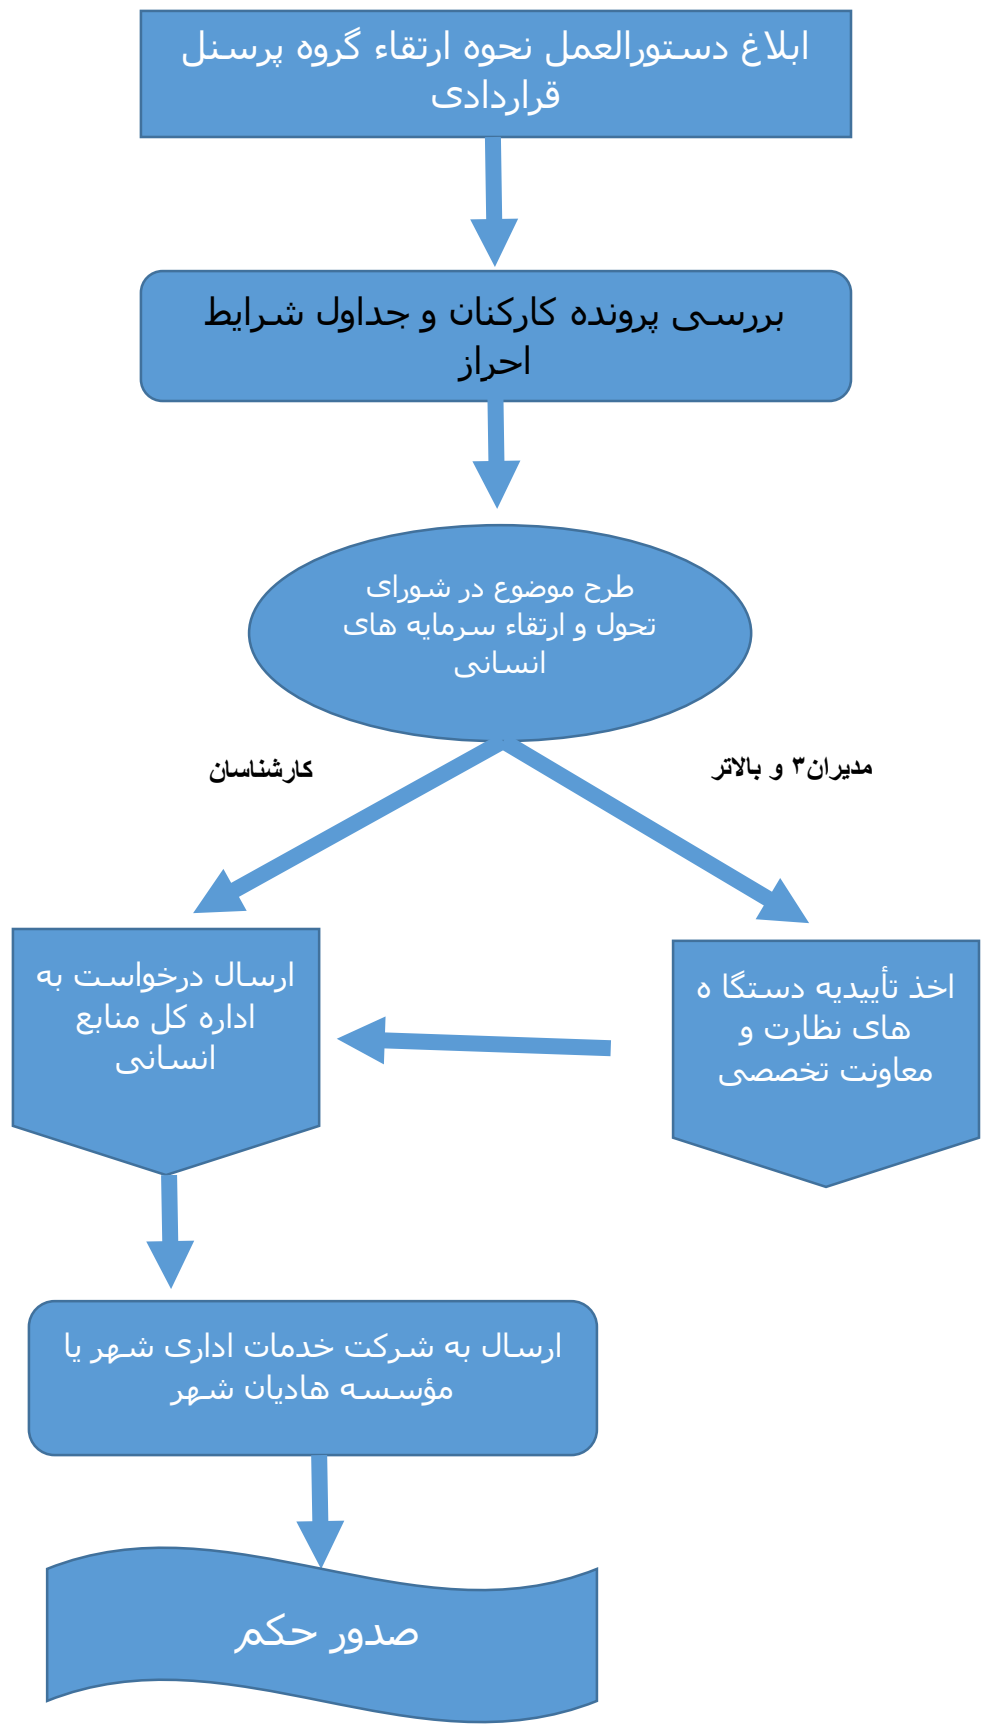 ابلاغ دستورالعمل نحوه ارتقاء گروه پرسنل
قراردادی
بررسی پرونده کارکنان و جداول شرایط
احراز
طرح موضوع در شورای
تحول و ارتقاء سرمایه های
انسانی
مدیران۳ و بالاتر
کارشناسان
اخذ تأییدیه دستگا ه
های نظارت و
معاونت تخصصی
ارسال درخواست به
اداره کل منابع
انسانی
ارسال به شرکت خدمات اداری شهر یا
مؤسسه هادیان شهر
صدور حکم